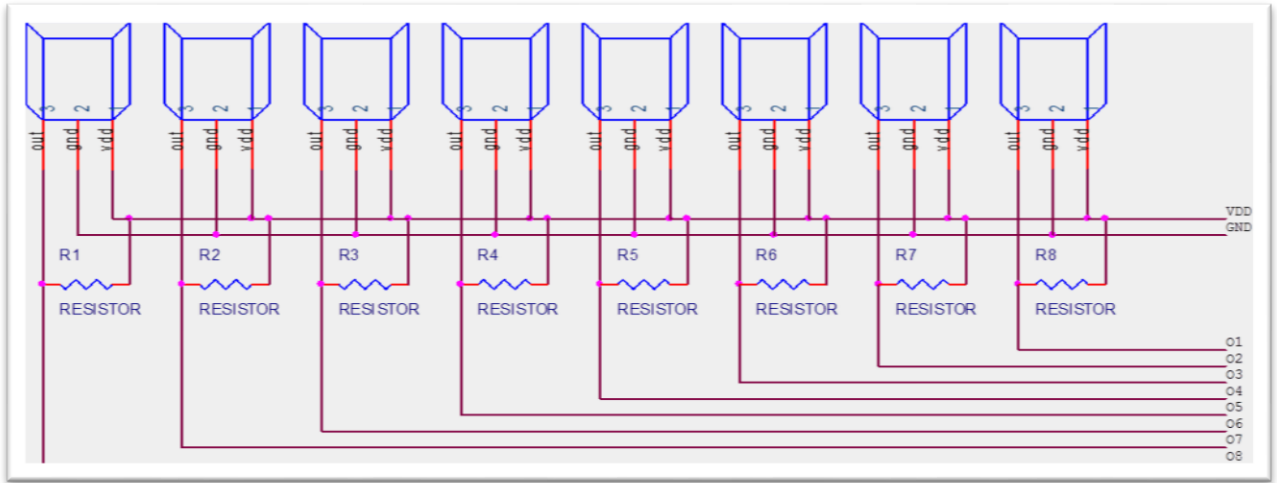 3 2 1 3 2 1 3 2 1 3 2 1 3 2 1 3 2 1 3 2 1 3 2 1
out gnd vdd out gnd vdd out gnd vdd out gnd vdd out gnd vdd out gnd vdd out gnd vdd out gnd vdd
VDD
GND
R1 R2 R3 R4 R5 R6 R7 R8
RESISTOR RESISTOR RESISTOR RESISTOR RESISTOR RESISTOR RESISTOR RESISTOR
O1
O2
O3
O4
O5
O6
O7
O8